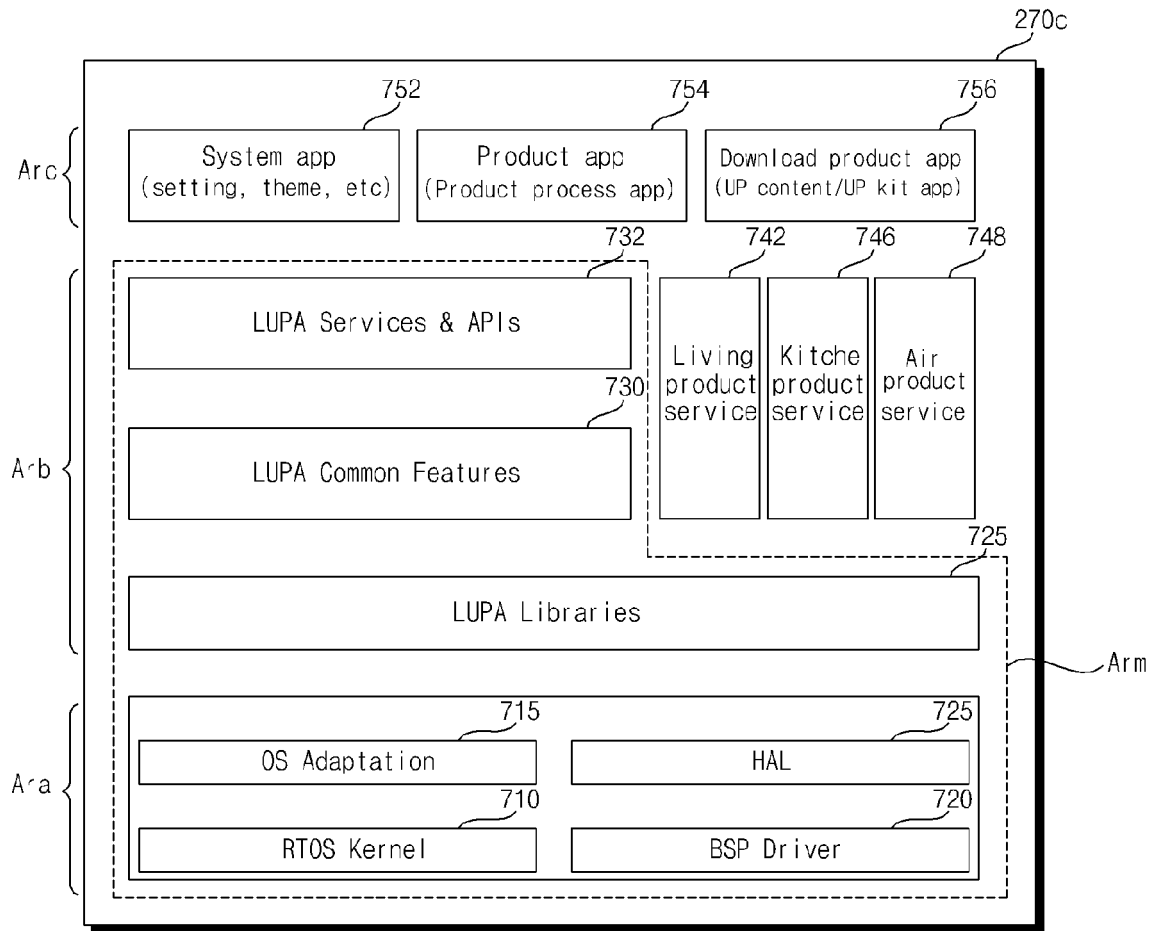 270c
752
754
756
Arc
System app
(setting, theme, etc)
Product app
(Product process app)
Download product app
(UP content/UP kit app)
732
742
746
748
Arb
LUPA Services & APIs
730
LUPA Common Features
Living
product
service
Kitche
product
service
Air
product
service
725
LUPA Libraries
Arm
Ara
715
OS Adaptation
725
HAL
710
RTOS Kernel
720
BSP Driver